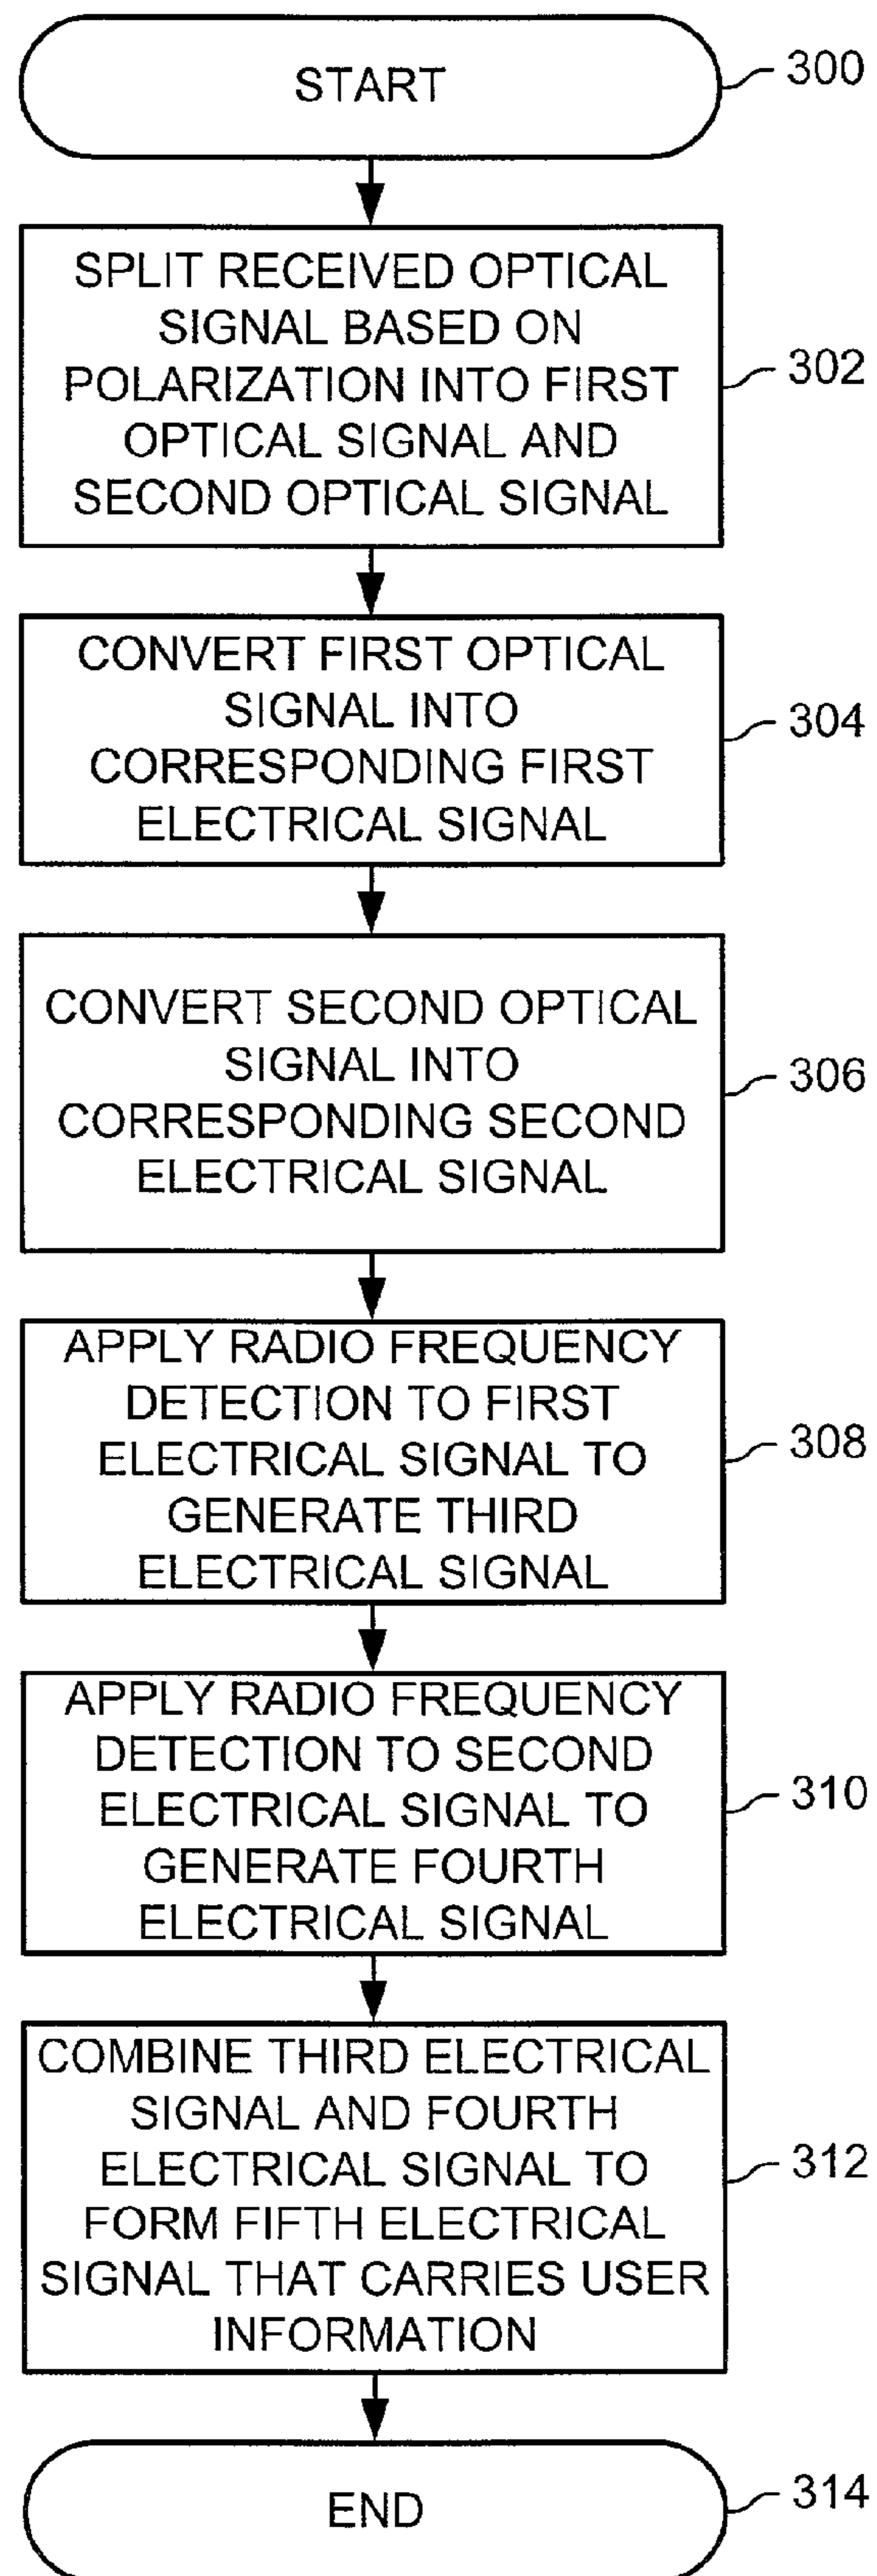 START
300
SPLIT RECEIVED OPTICAL
SIGNAL BASED ON
POLARIZATION INTO FIRST
OPTICAL SIGNAL AND
SECOND OPTICAL SIGNAL
302
CONVERT FIRST OPTICAL
SIGNAL INTO
CORRESPONDING FIRST
ELECTRICAL SIGNAL
304
CONVERT SECOND OPTICAL
SIGNAL INTO
CORRESPONDING SECOND
ELECTRICAL SIGNAL
306
APPLY RADIO FREQUENCY
DETECTION TO FIRST
ELECTRICAL SIGNAL TO
GENERATE THIRD
ELECTRICAL SIGNAL
308
APPLY RADIO FREQUENCY
DETECTION TO SECOND
ELECTRICAL SIGNAL TO
GENERATE FOURTH
ELECTRICAL SIGNAL
310
COMBINE THIRD ELECTRICAL
SIGNAL AND FOURTH
ELECTRICAL SIGNAL TO
FORM FIFTH ELECTRICAL
SIGNAL THAT CARRIES USER
INFORMATION
312
END
314